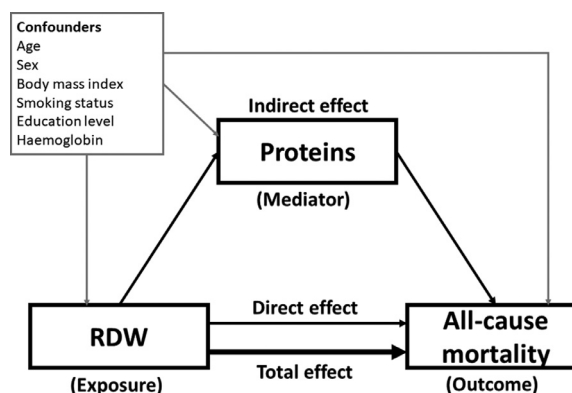 Confounders
Age
Sex
Body mass index
Smoking status
Education level
Haemoglobin
Indirect effect
Proteins
(Mediator)
RDW
(Exposure)
Direct effect
Total effect
All-cause
mortality
(Outcome)